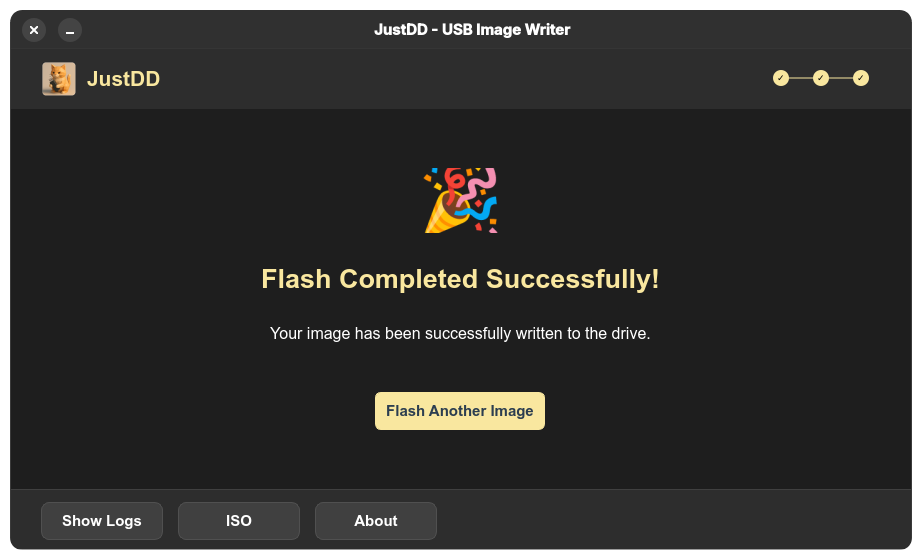 JustDD - USB Image Writer
JustDD
Flash Completed Successfully!
Your image has been successfully written to the drive.
Flash Another Image
Show Logs
ISO
About